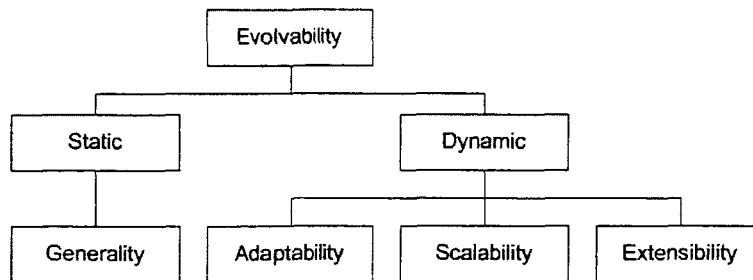 Evolvability
Static
Dynamic
Generality
Adaptability
Scalability
Extensibility